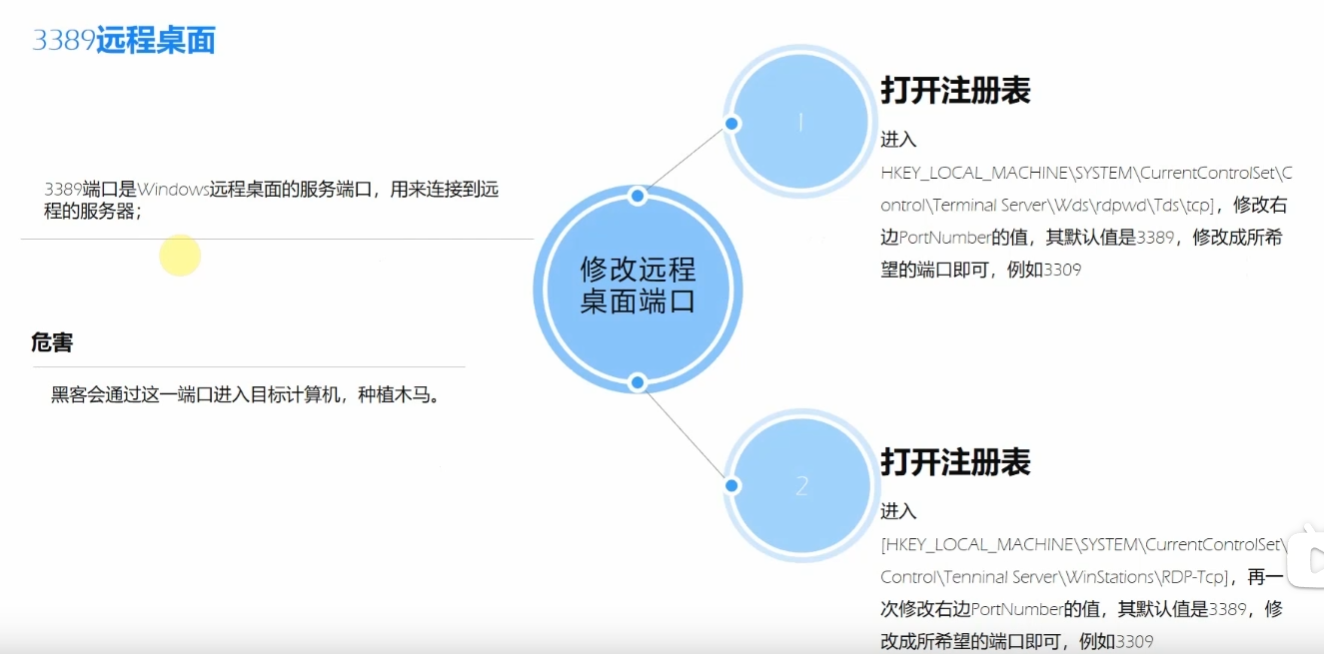 3389远程桌面
3389端口是Windows远程桌面的服务端口，用来连接到远
程的服务器；
危害
黑客会通过这一端口进入目标计算机，种植木马。
修改远程
桌面端口
1
打开注册表
进入
HKEY_LOCAL_MACHINE\SYSTEM\CurrentControlSet\C
ontrol\Terminal Server\Wds\rdpwd\Tds\tcp]，修改右
边PortNumber的值，其默认值是3389，修改成所希
望的端口即可，例如3309
2
打开注册表
进入
[HKEY_LOCAL_MACHINE\SYSTEM\CurrentControlSet\
Control\Tenninal Server\WinStations\RDP-Tcp]，再一
次修改右边PortNumber的值，其默认值是3389，修
改成所希望的端口即可，例如3309